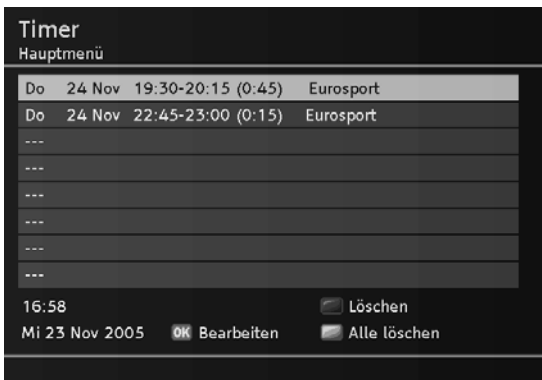 Timer
Hauptmenü
Do 24 Nov 19:30-20:15 (0:45) Eurosport
Do 24 Nov 22:45-23:00 (0:15) Eurosport
---
---
---
---
---
---
16:58 Löschen
Mi 23 Nov 2005 OK Bearbeiten Alle löschen